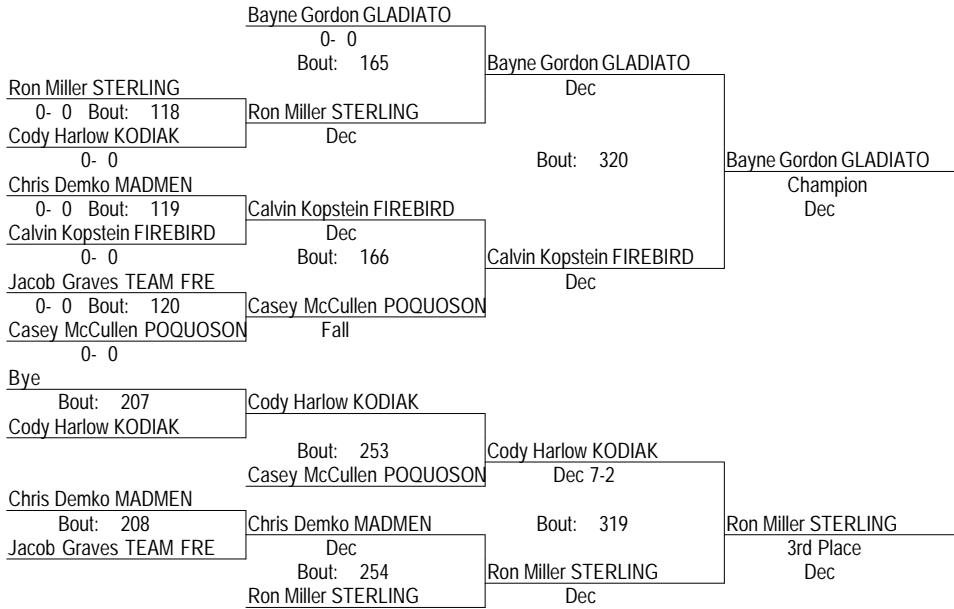 Bayne Gordon GLADIATO
0- 0
Bout: 165
Bayne Gordon GLADIATO
Dec
Ron Miller STERLING
0- 0 Bout: 118
Ron Miller STERLING
Cody Harlow KODIAK
Dec
0- 0
Bout: 320
Bayne Gordon GLADIATO
Chris Demko MADMEN
Champion
0- 0 Bout: 119
Calvin Kopstein FIREBIRD
Dec
Calvin Kopstein FIREBIRD
Dec
0- 0
Bout: 166
Calvin Kopstein FIREBIRD
Jacob Graves TEAM FRE
Dec
0- 0 Bout: 120
Casey McCullen POQUOSON
Casey McCullen POQUOSON
Fall
0- 0
Bye
Bout: 207
Cody Harlow KODIAK
Cody Harlow KODIAK
Bout: 253
Cody Harlow KODIAK
Casey McCullen POQUOSON
Dec 7-2
Chris Demko MADMEN
Bout: 208
Chris Demko MADMEN
Bout: 319
Ron Miller STERLING
Jacob Graves TEAM FRE
Dec
3rd Place
Bout: 254
Ron Miller STERLING
Dec
Ron Miller STERLING
Dec